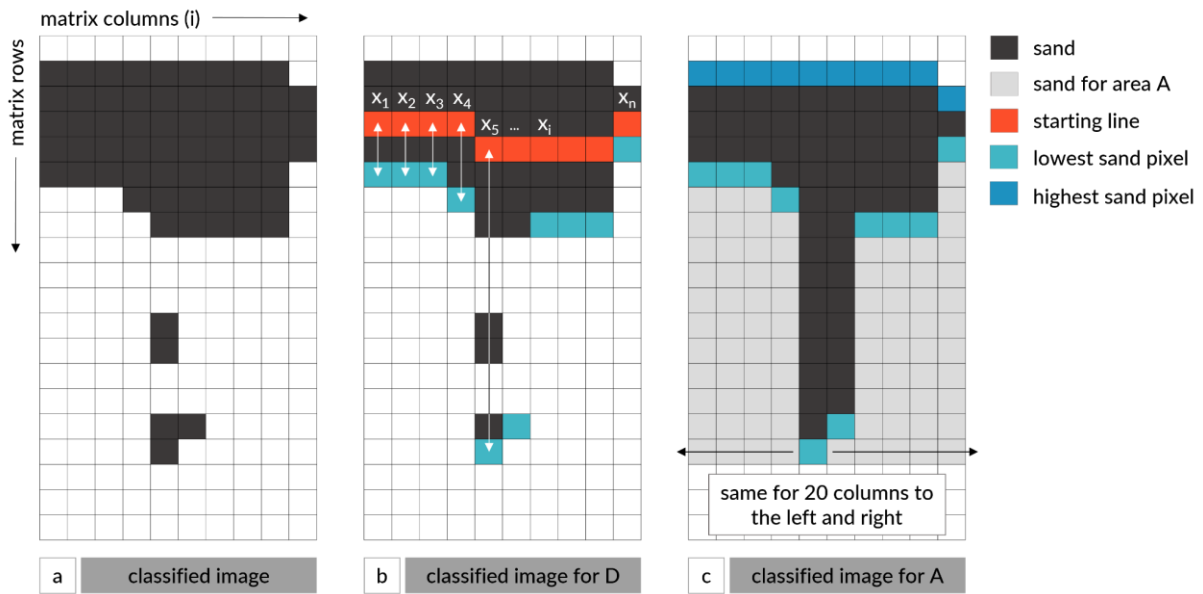 matrix columns (i)
matrix rows
x1 x2 x3 x4 xn
x5 ... xi
sand
sand for area A
starting line
lowest sand pixel
highest sand pixel
same for 20 columns to
the left and right
a classified image
b classified image for D
c classified image for A